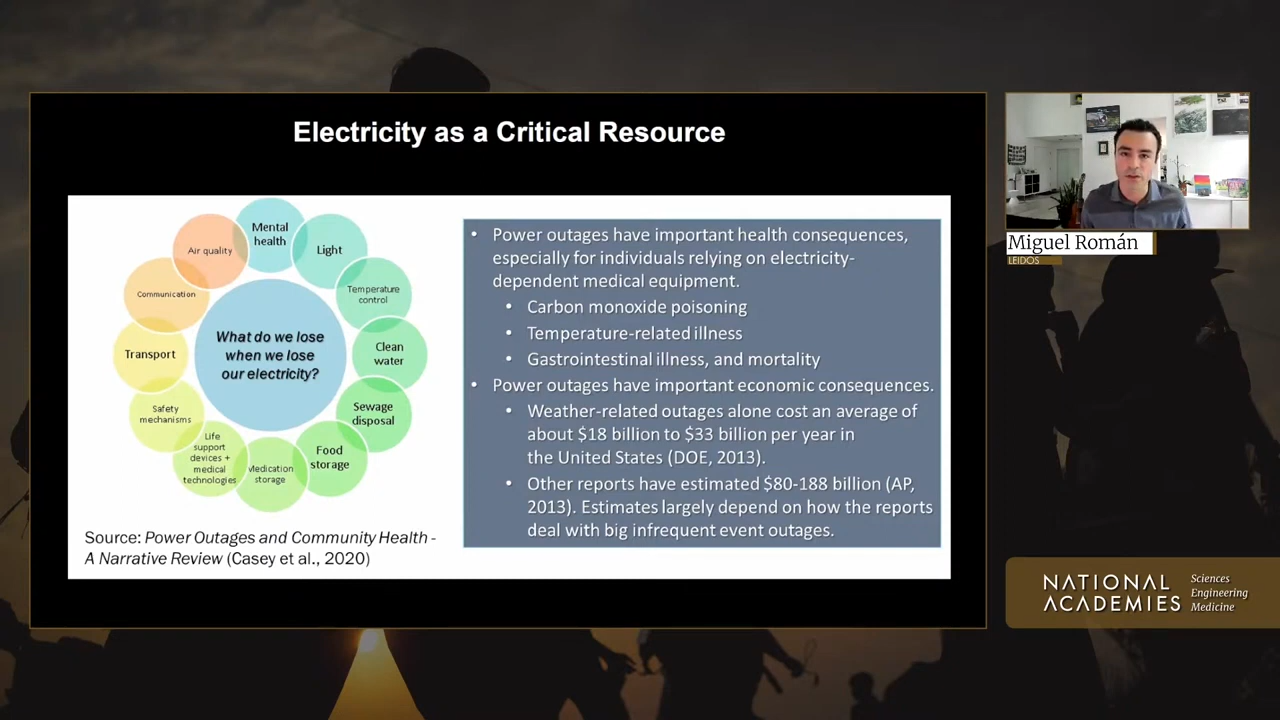 Electricity as a Critical Resource
Mental
health
Light
Temperature
control
Clean
water
Sewage
disposal
Food
storage
Medication
storage
Life
support
devices +
medical
technologies
Safety
mechanisms
Transport
Communication
Air quality
What do we lose
when we lose
our electricity?
Source: Power Outages and Community Health -
A Narrative Review (Casey et al., 2020)
• Power outages have important health consequences,
especially for individuals relying on electricity-
dependent medical equipment.
• Carbon monoxide poisoning
• Temperature-related illness
• Gastrointestinal illness, and mortality
• Power outages have important economic consequences.
• Weather-related outages alone cost an average of
about $18 billion to $33 billion per year in
the United States (DOE, 2013).
• Other reports have estimated $80-188 billion (AP,
2013). Estimates largely depend on how the reports
deal with big infrequent event outages.
Miguel Román
LEIDOS
NATIONAL
ACADEMIES
Sciences
Engineering
Medicine